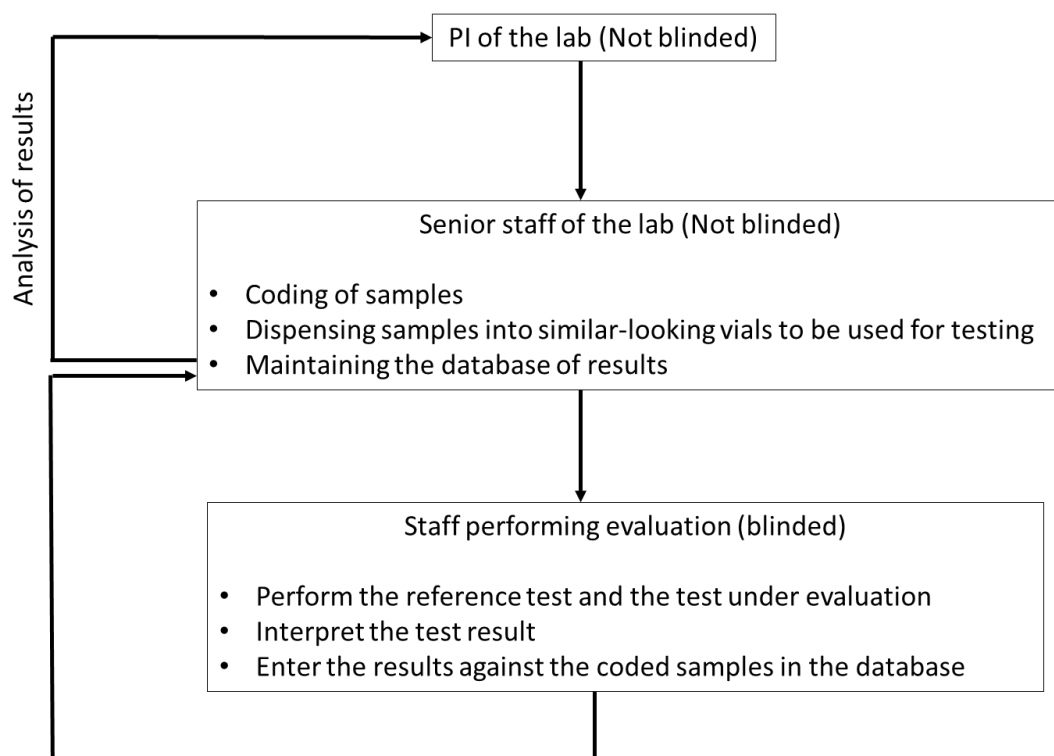 PI of the lab (Not blinded)
Analysis of results
Senior staff of the lab (Not blinded)
• Coding of samples
• Dispensing samples into similar-looking vials to be used for testing
• Maintaining the database of results
Staff performing evaluation (blinded)
• Perform the reference test and the test under evaluation
• Interpret the test result
• Enter the results against the coded samples in the database